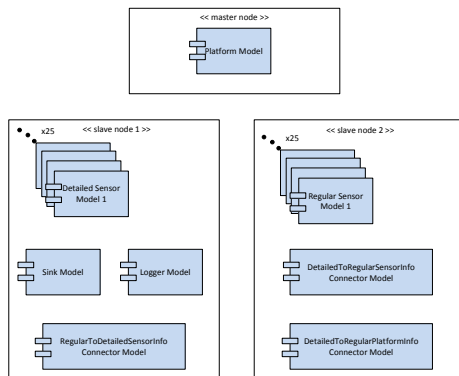 << master node >>
Platform Model
<< slave node 1 >>
x25
Detailed Sensor
Model 1
Sink Model
Logger Model
RegularToDetailedSensorInfo
Connector Model
<< slave node 2 >>
x25
Regular Sensor
Model 1
DetailedToRegularSensorInfo
Connector Model
DetailedToRegularPlatformInfo
Connector Model